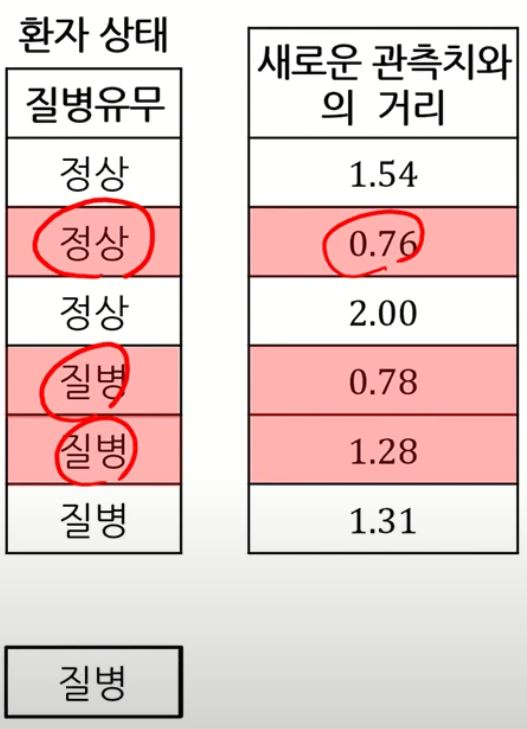 환자 상태
질병유무
새로운 관측치와
의 거리
정상 1.54
정상 0.76
정상 2.00
질병 0.78
질병 1.28
질병 1.31
질병